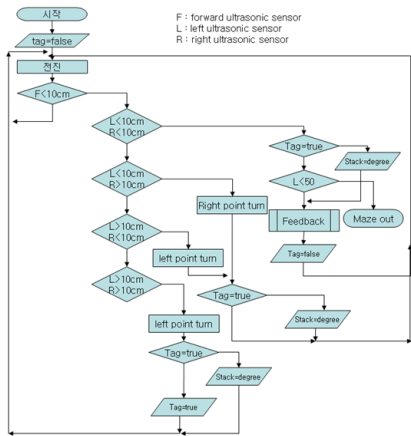 시작
F : forward ultrasonic sensor
L : left ultrasonic sensor
R : right ultrasonic sensor
tag=false
전진
F<10cm
L<10cm
R<10cm
Tag=true
Stack=degree
L<10cm
R>10cm
L<50
Right point turn
Feedback
Maze out
L>10cm
R<10cm
left point turn
Tag=false
L>10cm
R>10cm
Tag=true
left point turn
Stack=degree
Tag=true
Stack=degree
Tag=true